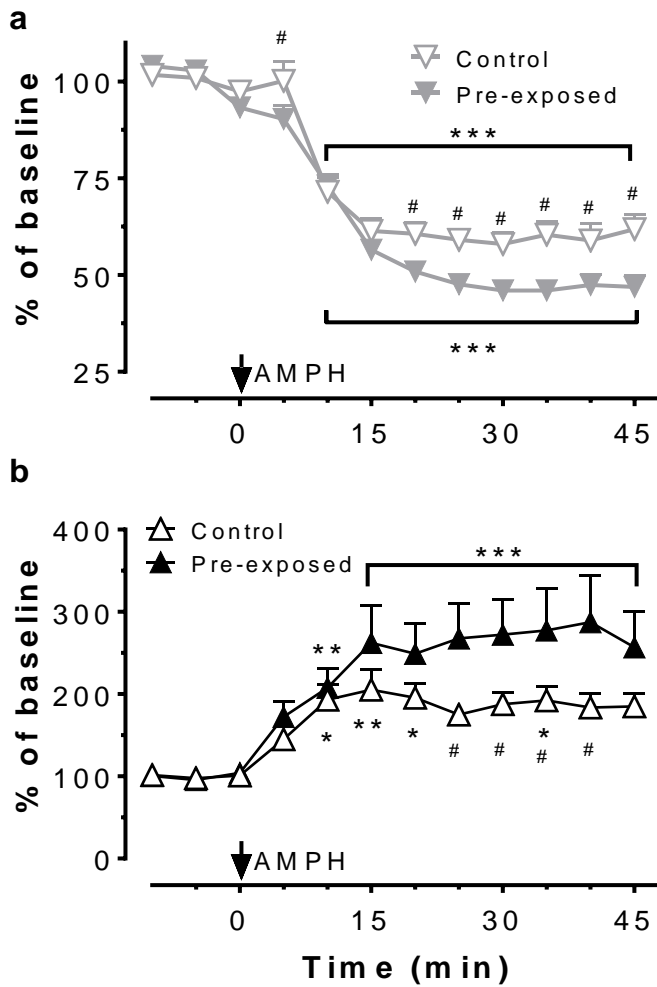 a
#
Control
Pre-exposed
***
100
75
50
25
% of baseline
# # # # # #
***
AMPH
0 15 30 45
b
400
300
200
100
0
% of baseline
Control
Pre-exposed
***
**
* ** * # # * # #
AMPH
0 15 30 45
Time (min)